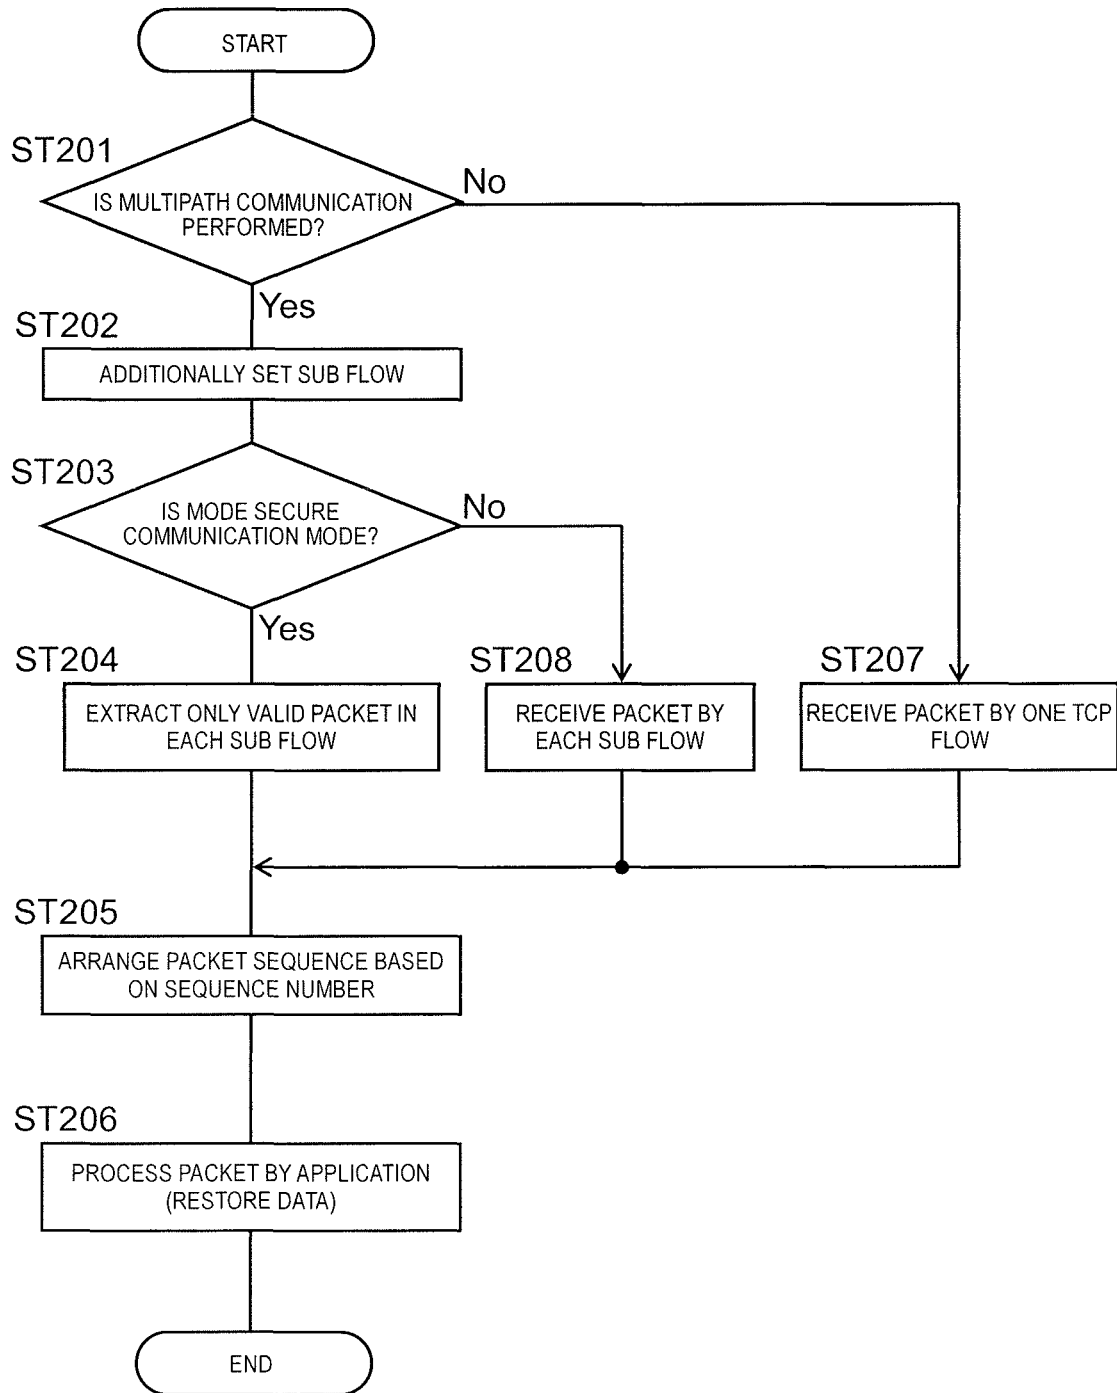 START
ST201
No
IS MULTIPATH COMMUNICATION
PERFORMED?
Yes
ST202
ADDITIONALLY SET SUB FLOW
ST203
No
IS MODE SECURE
COMMUNICATION MODE?
Yes
ST204
EXTRACT ONLY VALID PACKET IN
EACH SUB FLOW
ST208
RECEIVE PACKET BY
EACH SUB FLOW
ST207
RECEIVE PACKET BY ONE TCP
FLOW
ST205
ARRANGE PACKET SEQUENCE BASED
ON SEQUENCE NUMBER
ST206
PROCESS PACKET BY APPLICATION
(RESTORE DATA)
END